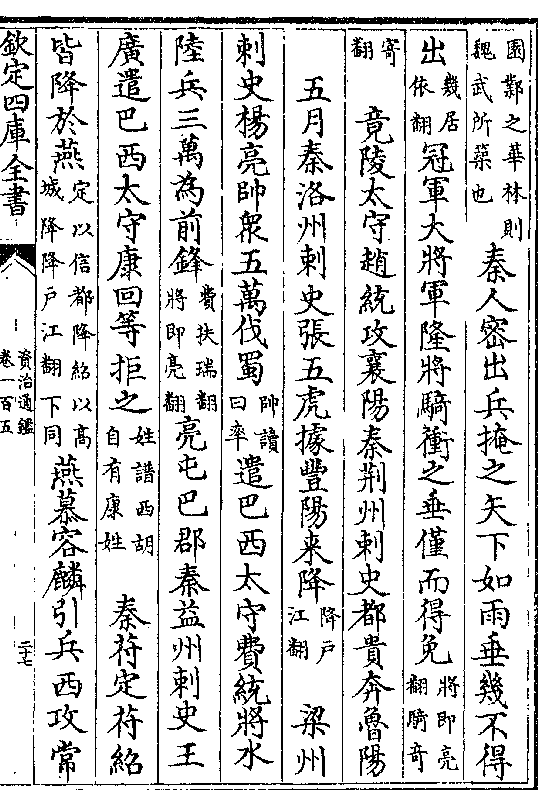 園鄴之華林則魏武所築也 秦人密出兵掩之矢下如雨垂幾不得
出幾居依翻冠軍大將軍隆將騎衝之垂僅而得免將即亮翻騎奇
寄翻 竟陵太守趙統攻襄陽秦荆州刺史都貴奔魯陽
五月秦洛州刺史張五虎據豐陽来降降户江翻 梁州
刺史楊亮帥衆五萬伐蜀帥讀曰率遣巴西太守費統將水
陸兵三萬為前鋒費扶瑞翻將即亮翻亮屯巴郡秦益州刺史王
廣遣巴西太守康回等拒之姓譜西胡自有康姓 秦苻定苻紹
皆降於燕定以信都降紹以高城降降户江翻下同燕慕容麟引兵西攻常
欽定四庫全書
資治通鑑
卷一百五
二十七